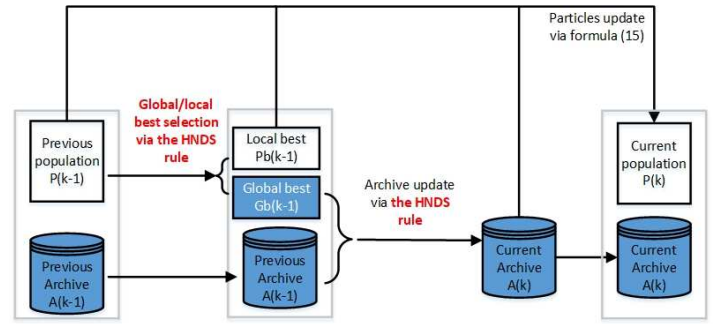 Particles update
via formula (15)
Global/local
best selection
via the HNDS
rule
Previous
population
P(k-1)
Local best
Pb(k-1)
Global best
Gb(k-1)
Archive update
via the HNDS
rule
Current
population
P(k)
Previous
Archive
A(k-1)
Previous
Archive
A(k-1)
Current
Archive
A(k)
Current
Archive
A(k)